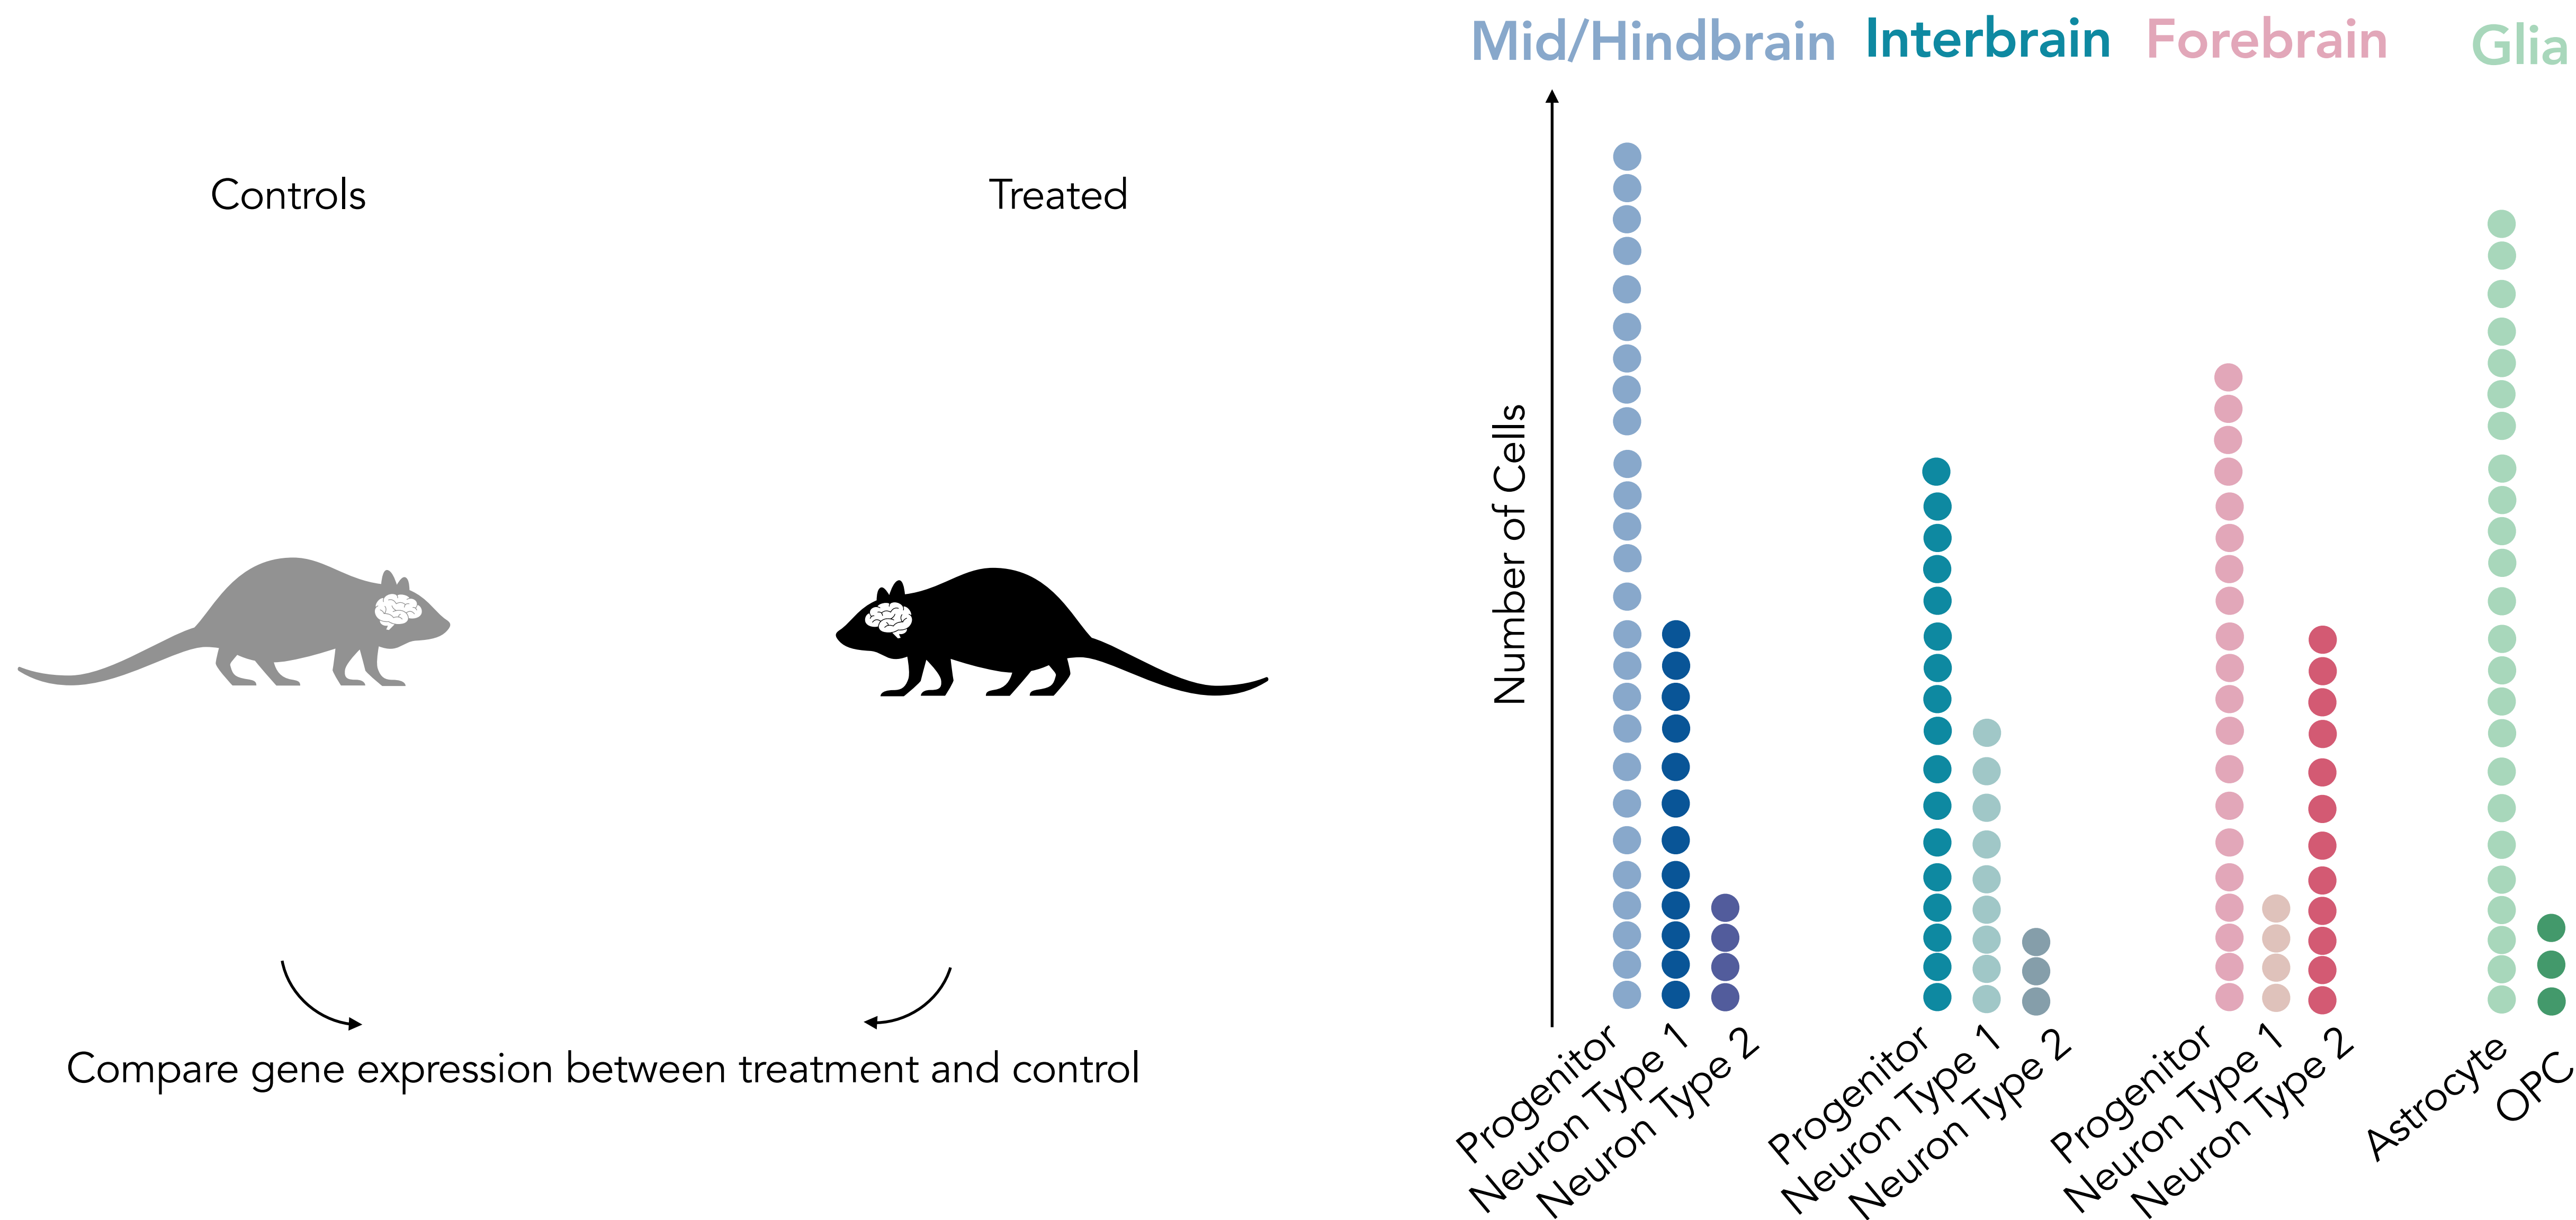 Controls
Treated
Compare gene expression between treatment and control
Mid/Hindbrain
Interbrain
Forebrain
Glia
Number of Cells
Progenitor
Neuron Type 1
Neuron Type 2
Progenitor
Neuron Type 1
Neuron Type 2
Progenitor
Neuron Type 1
Neuron Type 2
Astrocyte
OPC